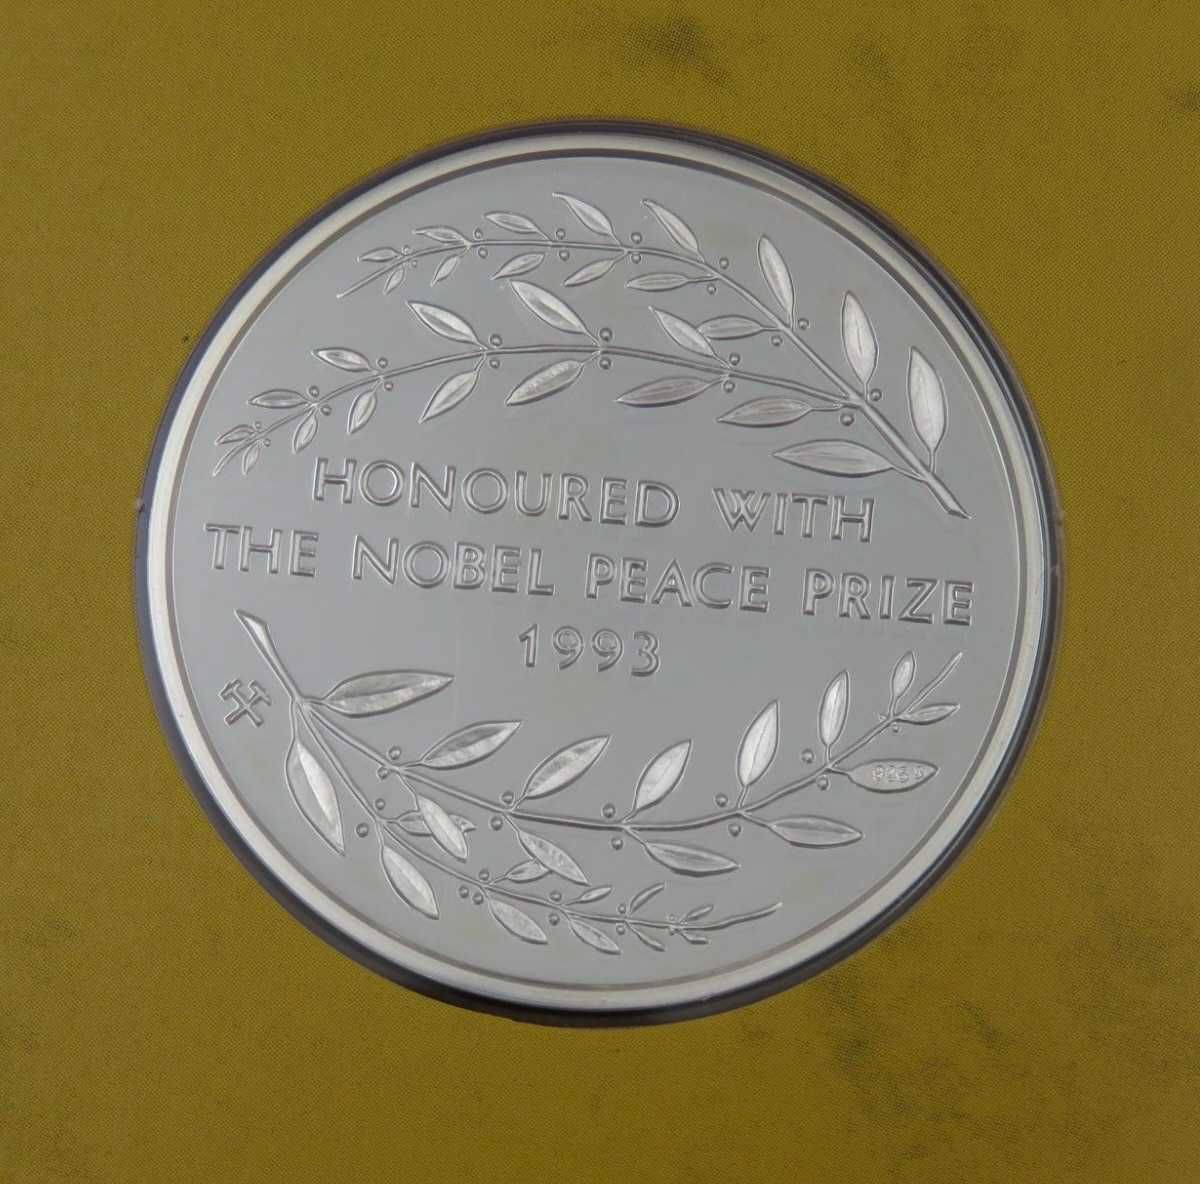 HONOURED WITH
THE NOBEL PEACE PRIZE
1993